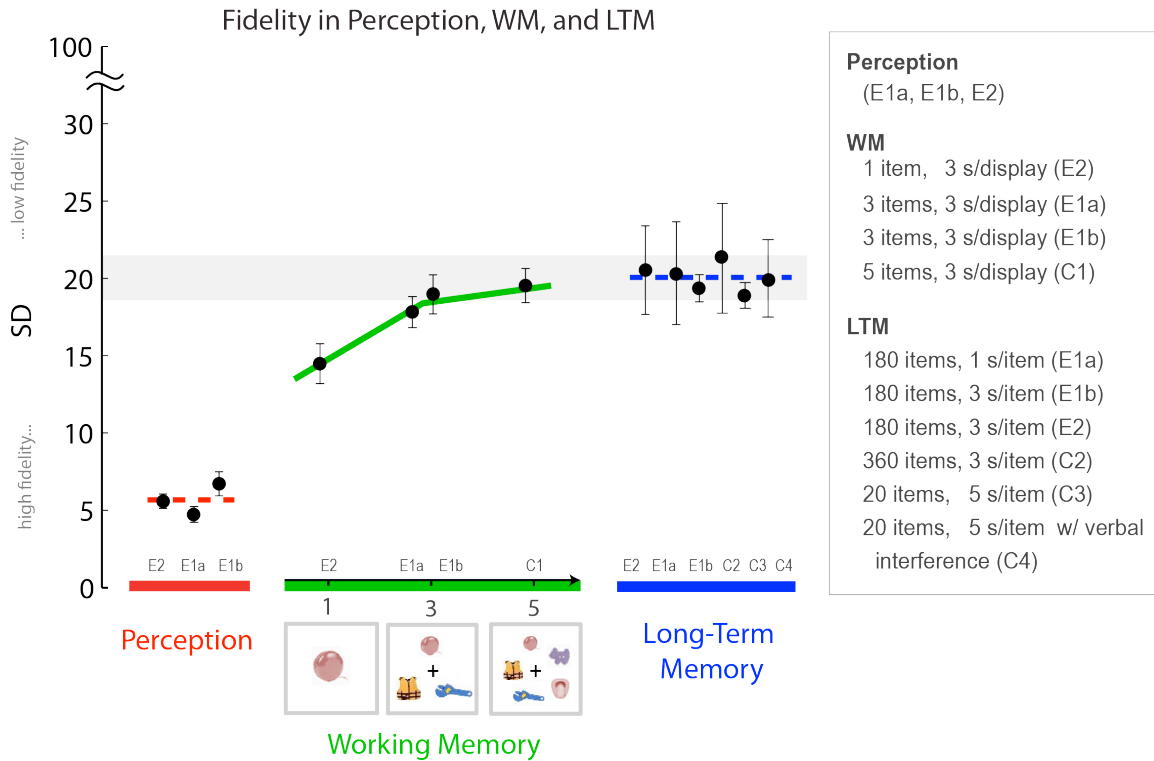 Fidelity in Perception, WM, and LTM
100
30
25
20
15
10
5
0
... low fidelity
SD
high fidelity...
E2 E1a E1b
E2 E1a E1b C1
E2 E1a E1b C2 C3 C4
1 3 5
Perception
+
+
Working Memory
Long-Term
Memory
Perception
(E1a, E1b, E2)
WM
1 item, 3 s/display (E2)
3 items, 3 s/display (E1a)
3 items, 3 s/display (E1b)
5 items, 3 s/display (C1)
LTM
180 items, 1 s/item (E1a)
180 items, 3 s/item (E1b)
180 items, 3 s/item (E2)
360 items, 3 s/item (C2)
20 items, 5 s/item (C3)
20 items, 5 s/item w/ verbal
interference (C4)